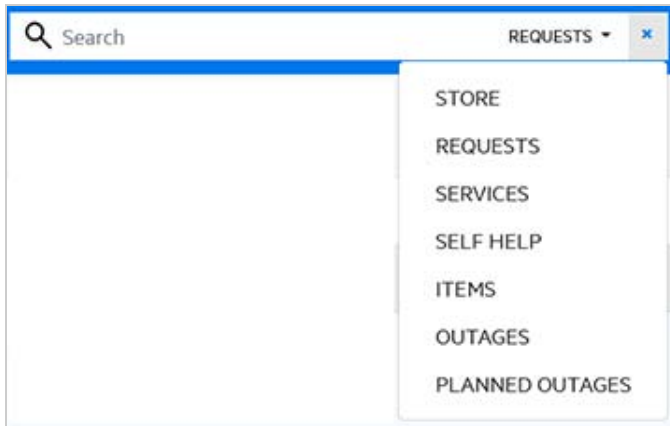 Search REQUESTS ×
STORE
REQUESTS
SERVICES
SELF HELP
ITEMS
OUTAGES
PLANNED OUTAGES